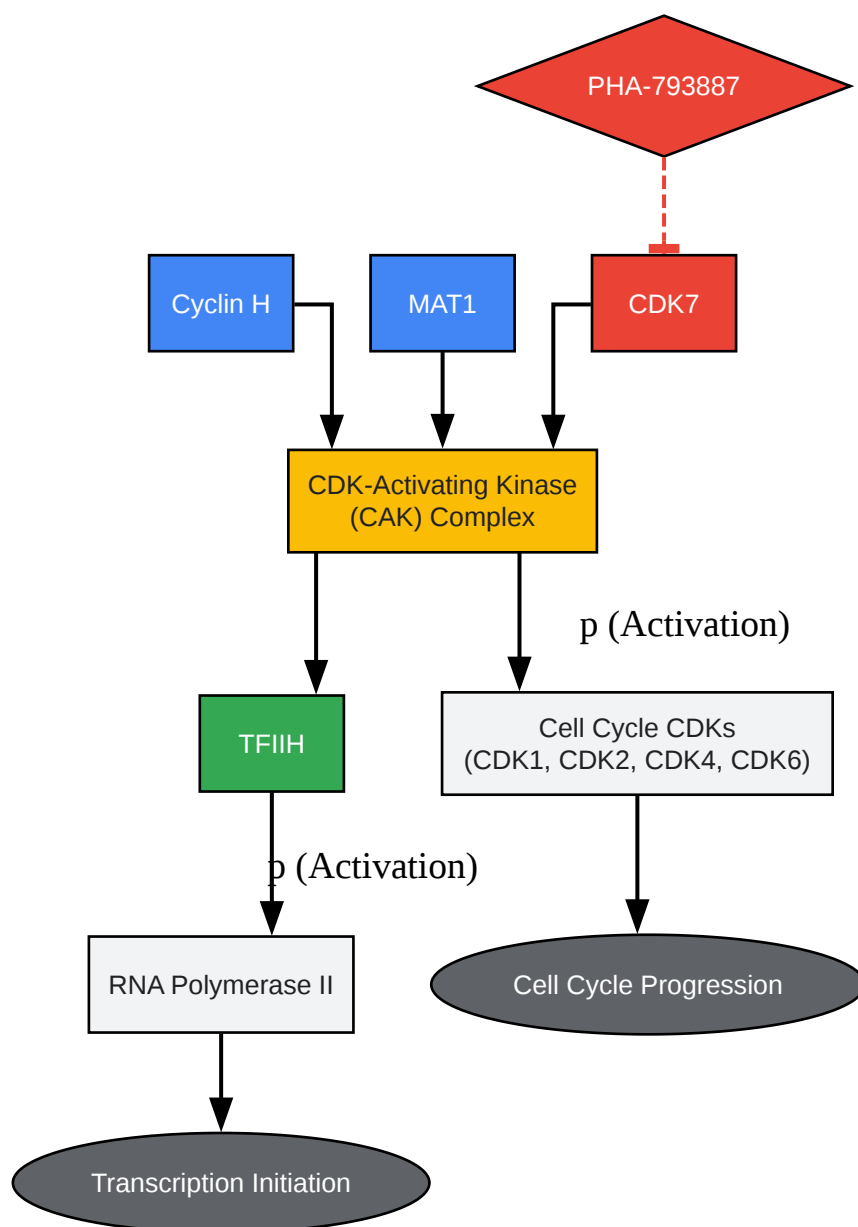 PHA-793887
Cyclin H
MAT1
CDK7
CDK-Activating Kinase
(CAK) Complex
p (Activation)
TFIIH
Cell Cycle CDKs
(CDK1, CDK2, CDK4, CDK6)
p (Activation)
RNA Polymerase II
Cell Cycle Progression
Transcription Initiation